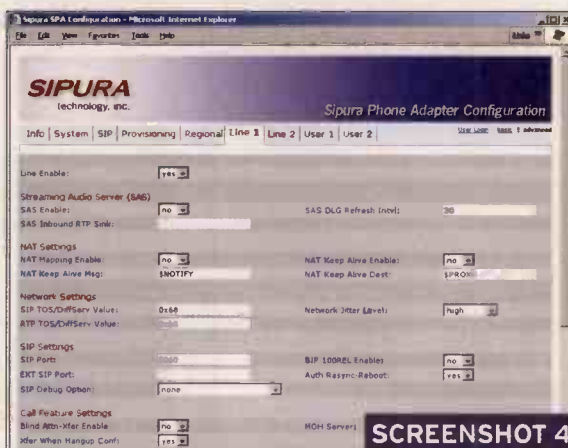 Sipura SPA Configuration - Microsoft Internet Explorer
File Edit View Favorites Tools Help
Links »
SIPURA
technology, inc.
Sipura Phone Adapter Configuration
Info | System | SIP | Provisioning | Regional | Line 1 | Line 2 | User 1 | User 2
User Login basic | advanced
Line Enable: yes
Streaming Audio Server (SAS)
SAS Enable: no SAS DLG Refresh Intvl: 30
SAS Inbound RTP Sink:
NAT Settings
NAT Mapping Enable: no NAT Keep Alive Enable: no
NAT Keep Alive Msg: $NOTIFY NAT Keep Alive Dest: $PROX
Network Settings
SIP TOS/DiffServ Value: 0x68 Network Jitter Level: high
RTP TOS/DiffServ Value:
SIP Settings
SIP Port: SIP 100REL Enable: no
EXT SIP Port: Auth Resync-Reboot: yes
SIP Debug Option: none
Call Feature Settings
Blind Attn-Xfer Enable no MOH Server:
Xfer When Hangup Conf: yes
SCREENSHOT 4